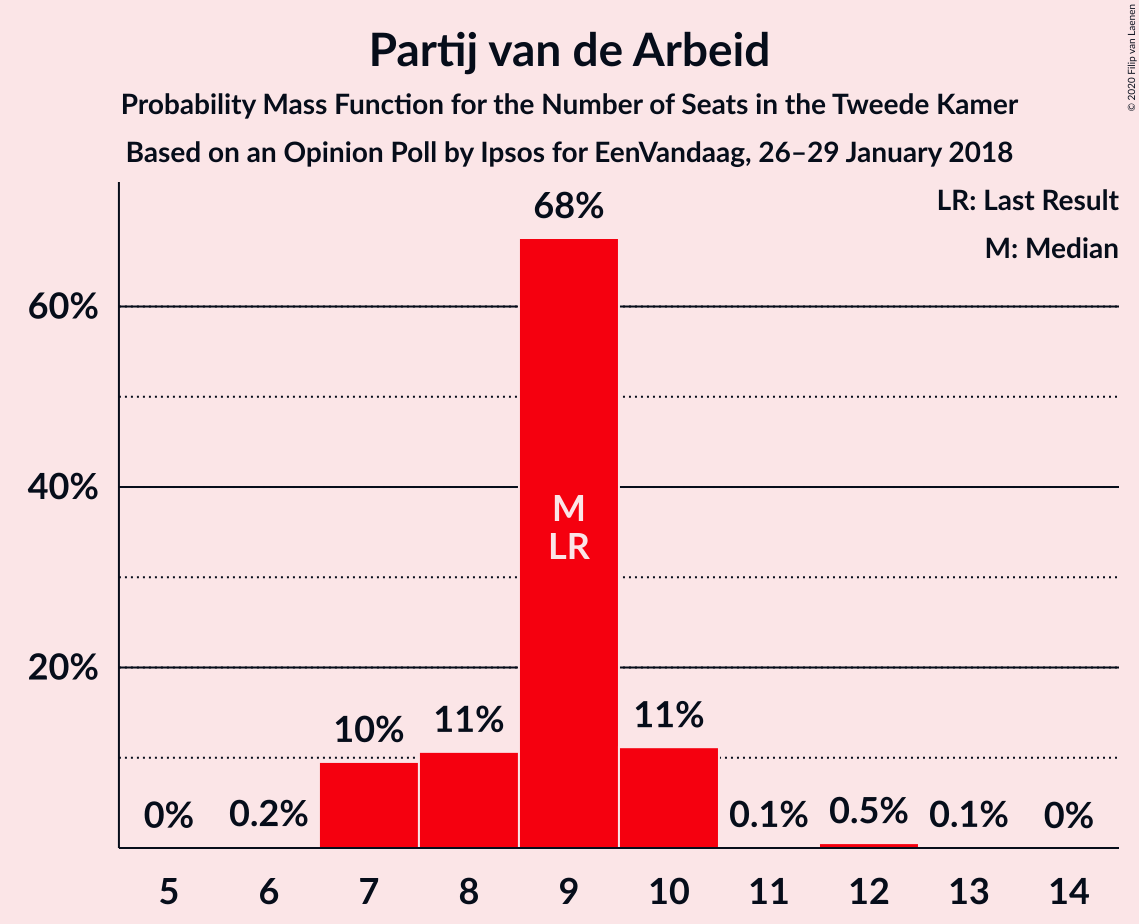 Partij van de Arbeid
Probability Mass Function for the Number of Seats in the Tweede Kamer
Based on an Opinion Poll by Ipsos for EenVandaag, 26–29 January 2018
© 2020 Filip van Laenen
LR: Last Result
M: Median
60%
40%
20%
0%
0.2%
10%
11%
68%
M
LR
11%
0.1%
0.5%
0.1%
0%
5 6 7 8 9 10 11 12 13 14